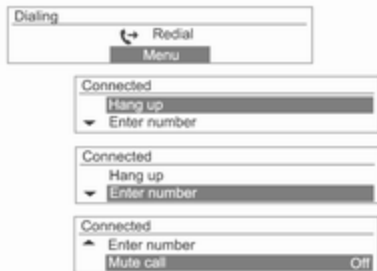 Dialing
Redial
Menu
Connected
Hang up
Enter number
Connected
Hang up
Enter number
Connected
Enter number
Mute call Off